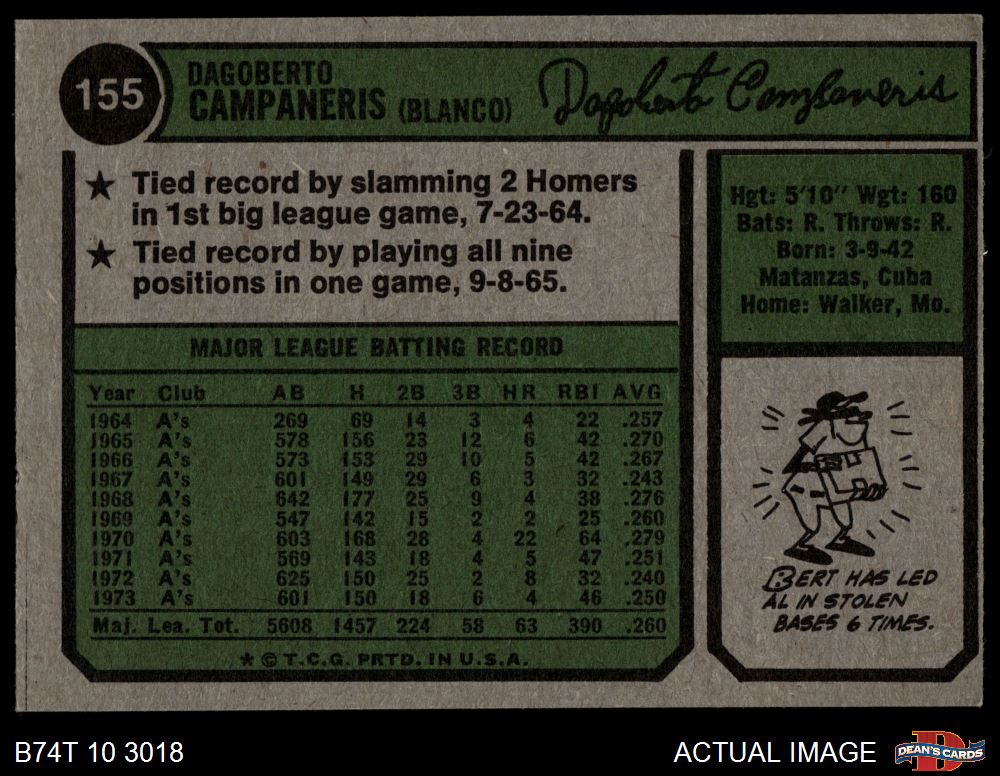 155
DAGOBERTO
CAMPANERIS (BLANCO)
Dagoberto Campaneris
★ Tied record by slamming 2 Homers
in 1st big league game, 7-23-64.
★ Tied record by playing all nine
positions in one game, 9-8-65.
Hgt: 5'10" Wgt: 160
Bats: R. Throws: R.
Born: 3-9-42
Matanzas, Cuba
Home: Walker, Mo.
MAJOR LEAGUE BATTING RECORD
Year Club AB H 2B 3B HR RBI AVG
1964 A's 269 69 14 3 4 22 .257
1965 A's 578 156 23 12 6 42 .270
1966 A's 573 153 29 10 5 42 .267
1967 A's 601 149 29 6 3 32 .243
1968 A's 642 177 25 9 4 38 .276
1969 A's 547 142 15 2 2 25 .260
1970 A's 603 168 28 4 22 64 .279
1971 A's 569 143 18 4 5 47 .251
1972 A's 625 150 25 2 8 32 .240
1973 A's 601 150 18 6 4 46 .250
Maj. Lea. Tot. 5608 1457 224 58 63 390 .260
* © T.C.G. PRTD. IN U.S.A.
BERT HAS LED
AL IN STOLEN
BASES 6 TIMES.
B74T 10 3018
ACTUAL IMAGE
DEAN'S CARDS